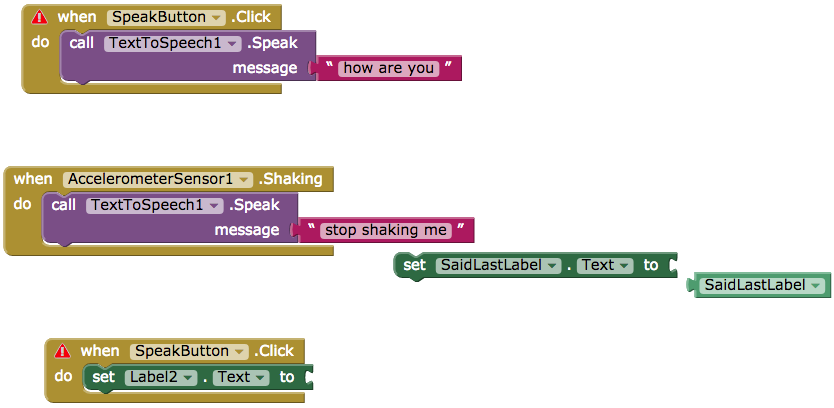 when SpeakButton .Click
do call TextToSpeech1 .Speak
message " how are you "
when AccelerometerSensor1 .Shaking
do call TextToSpeech1 .Speak
message " stop shaking me "
set SaidLastLabel . Text to
SaidLastLabel
when SpeakButton .Click
do set Label2 . Text to